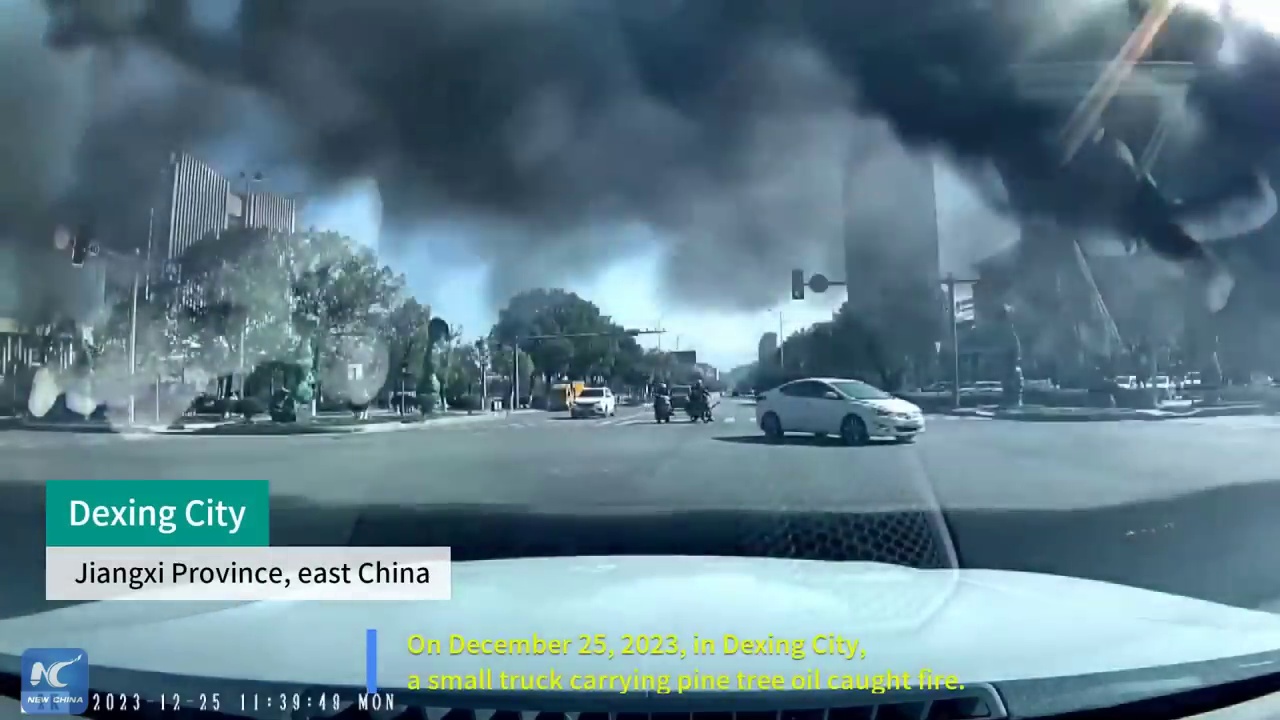 Dexing City
Jiangxi Province, east China
On December 25, 2023, in Dexing City,
a small truck carrying pine tree oil caught fire.
NC
NEW CHINA
2023-12-25 11:39:49 MON